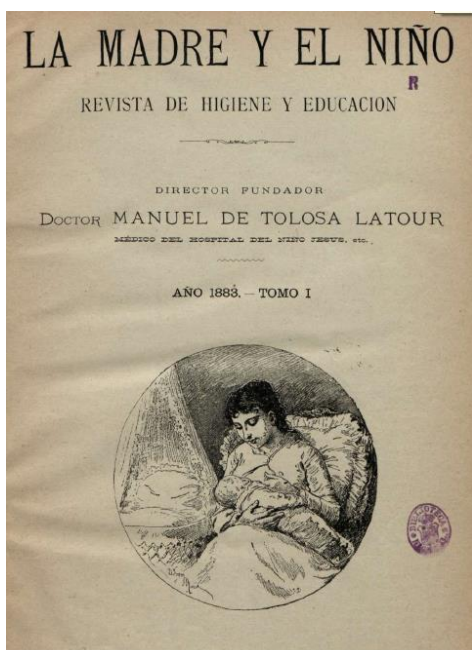 LA MADRE Y EL NIÑO
R
REVISTA DE HIGIENE Y EDUCACION
DIRECTOR FUNDADOR
DOCTOR MANUEL DE TOLOSA LATOUR
MÉDICO DEL HOSPITAL DEL NIÑO JESUS, etc.
AÑO 1883. — TOMO I
BIBLIOTECA